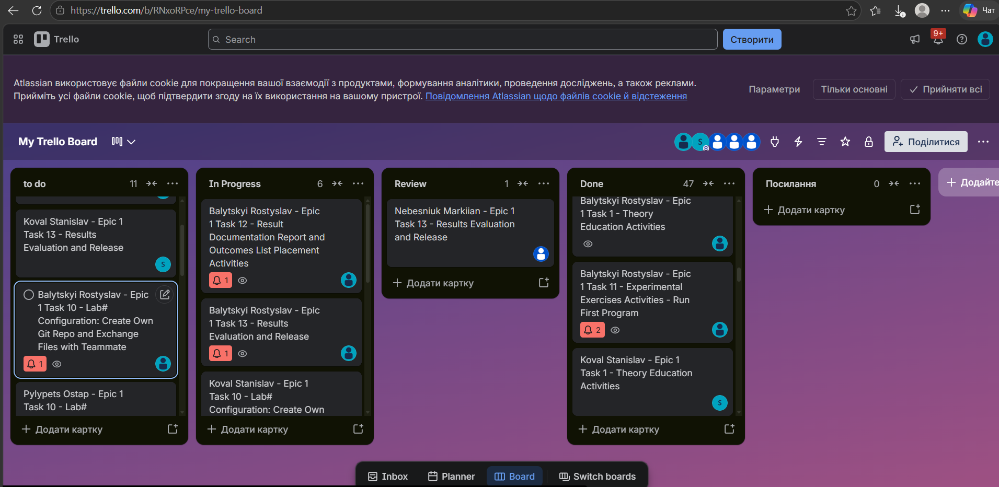 https://trello.com/b/RNxoRPce/my-trello-board
Чат
Trello
Search
Створити
9+
Atlassian використовує файли cookie для покращення вашої взаємодії з продуктами, формування аналітики, проведення досліджень, а також реклами.
Прийміть усі файли cookie, щоб підтвердити згоду на їх використання на вашому пристрої. Повідомлення Atlassian щодо файлів cookie й відстеження
Параметри
Тільки основні
Прийняти всі
My Trello Board
S
Поділитися
to do
11
Koval Stanislav - Epic 1
Task 13 - Results
Evaluation and Release
S
Balytskyi Rostyslav - Epic
1 Task 10 - Lab#
Configuration: Create Own
Git Repo and Exchange
Files with Teammate
1
Pylypets Ostap - Epic 1
Task 10 - Lab#
Додати картку
In Progress
6
Balytskyi Rostyslav - Epic
1 Task 12 - Result
Documentation Report and
Outcomes List Placement
Activities
1
Balytskyi Rostyslav - Epic
1 Task 13 - Results
Evaluation and Release
1
Koval Stanislav - Epic 1
Task 10 - Lab#
Configuration: Create Own
Додати картку
Review
1
Nebesniuk Markiian - Epic 1
Task 13 - Results Evaluation
and Release
Додати картку
Done
47
Balytskyi Rostyslav - Epic
1 Task 1 - Theory
Education Activities
Balytskyi Rostyslav - Epic
1 Task 11 - Experimental
Exercises Activities - Run
First Program
2
Koval Stanislav - Epic 1
Task 1 - Theory Education
Activities
S
Додати картку
Посилання
0
Додати картку
Додайте
Inbox
Planner
Board
Switch boards